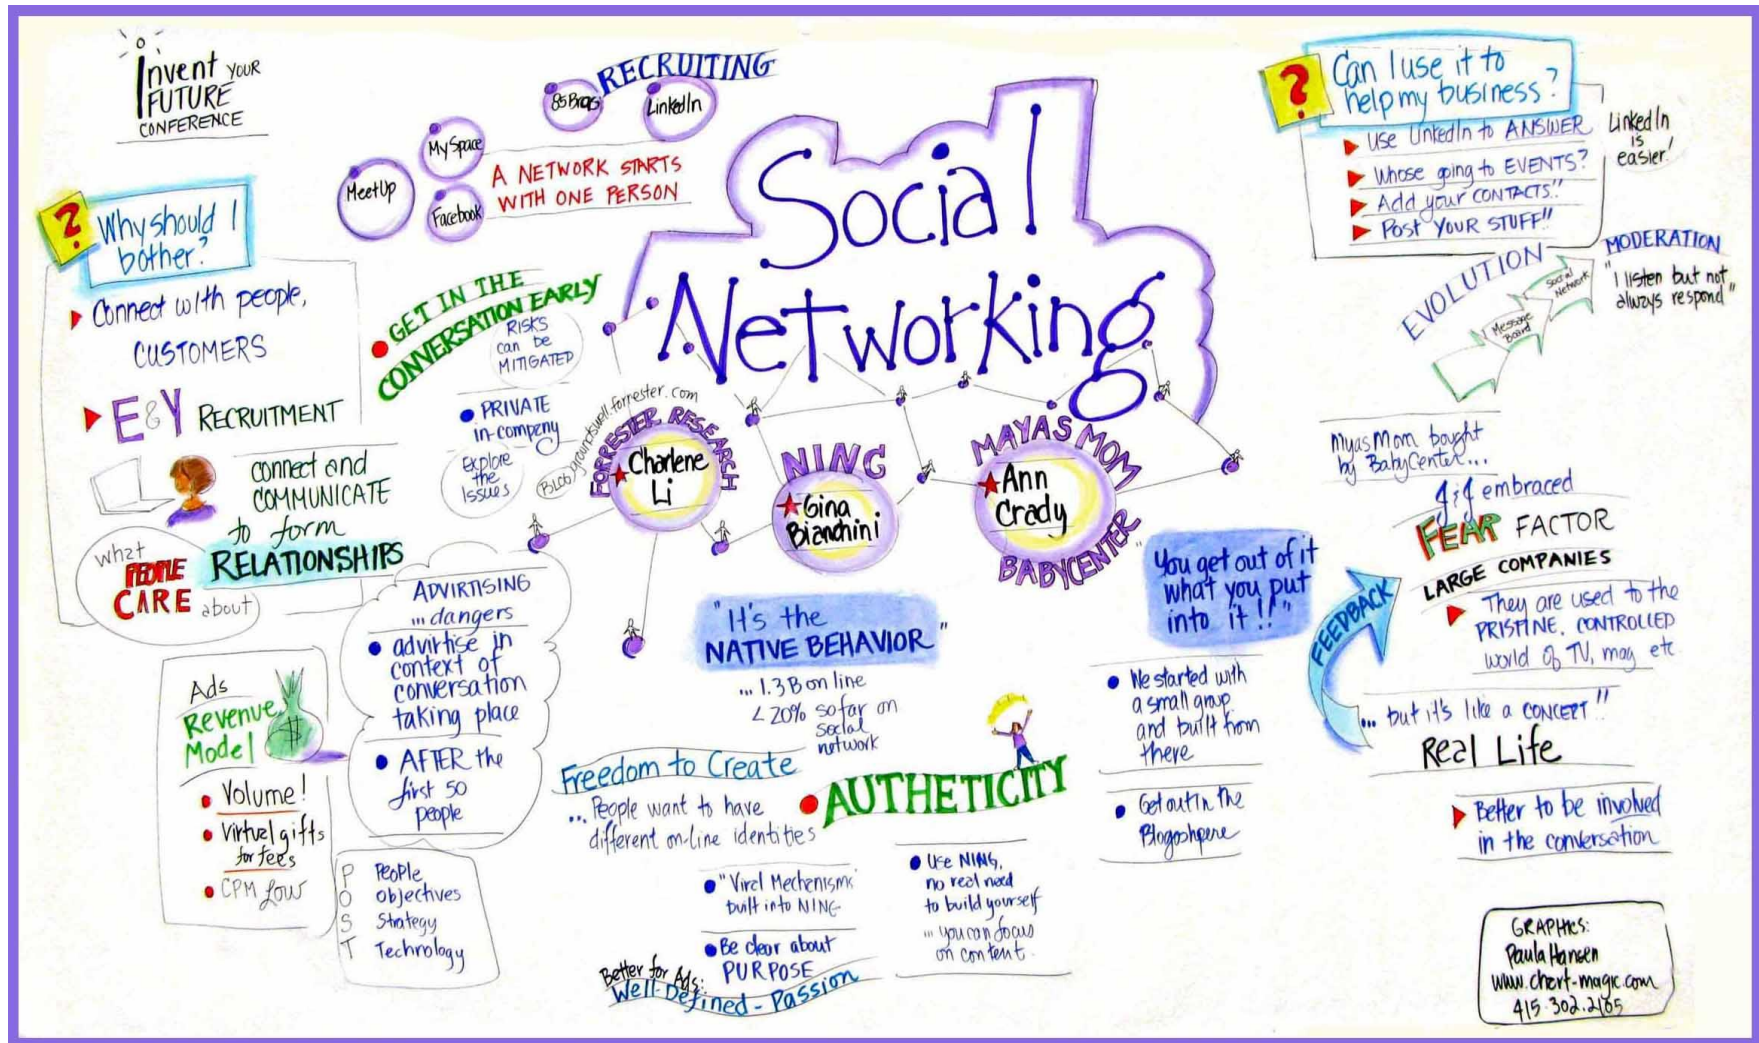 invent YOUR
FUTURE
CONFERENCE
RECRUITING
85Broads
LinkedIn
MySpace
MeetUp
Facebook
A NETWORK STARTS
WITH ONE PERSON
Social
Networking
?
Why should I
bother?
Connect with people,
CUSTOMERS
E&Y RECRUITMENT
connect and
COMMUNICATE
to form
RELATIONSHIPS
what
PEOPLE
CARE
about
GET IN THE
CONVERSATION EARLY
RISKS
can be
MITIGATED
PRIVATE
in-company
Explore
the
Issues
BLOG
groundswell.forrester.com
FORRESTER RESEARCH
Charlene
Li
NING
Gina
Bianchini
MAYAS MOM
Ann
Crady
BABYCENTER
ADVIRTISING
... dangers
advirtise in
context of
conversation
taking place
AFTER the
first 50
people
Ads
Revenue
Model
$
Volume!
Virtual gifts
for fees
CPM Low
P People
O Objectives
S Strategy
T Technology
"It's the
NATIVE BEHAVIOR"
... 1.3B on line
< 20% so far on
social
network
Freedom to Create
... People want to have
different on-line identities
AUTHETICITY
"Viral Mechanisms
built into NING
Be clear about
PURPOSE
Better for Ads:
Well-Defined - Passion
Use NING,
no real need
to build yourself
... you can focus
on content.
"You get out of it
what you put
into it!!"
We started with
a small group
and built from
there
Get out in the
Blogoshpere
?
Can I use it to
help my business?
Use LinkedIn to ANSWER
Whose going to EVENTS?
Add your CONTACTS!!
Post YOUR STUFF!!
LinkedIn
is
easier!
EVOLUTION
Message
Board
Social
Network
MODERATION
"I listen but not
always respond"
Myas Mom bought
by BabyCenter...
J&J embraced
FEAR FACTOR
LARGE COMPANIES
They are used to the
PRISTINE, CONTROLLED
world of TV, mag etc
FEEDBACK
... but it's like a CONCERT!!
Real Life
Better to be involved
in the conversation
GRAPHICS:
Paula Hansen
www.chart-magic.com
415.302.2165